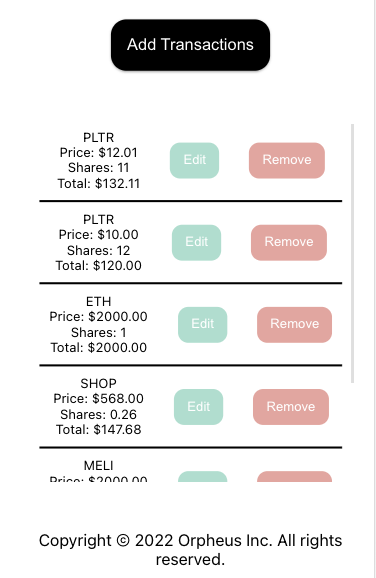 Add Transactions
PLTR
Price: $12.01
Shares: 11
Total: $132.11
Edit
Remove
PLTR
Price: $10.00
Shares: 12
Total: $120.00
Edit
Remove
ETH
Price: $2000.00
Shares: 1
Total: $2000.00
Edit
Remove
SHOP
Price: $568.00
Shares: 0.26
Total: $147.68
Edit
Remove
MELI
Price: $2000.00
Copyright © 2022 Orpheus Inc. All rights
reserved.